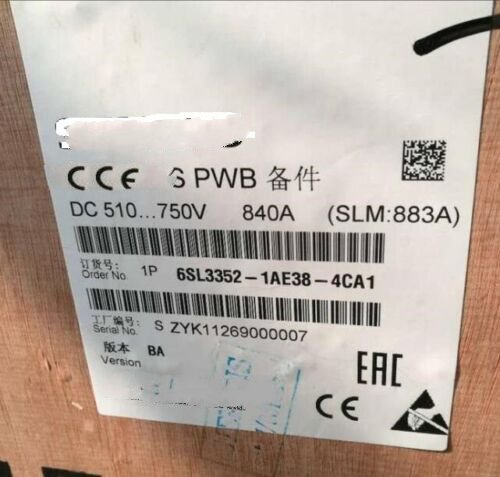 S PWB 备件
DC 510...750V 840A (SLM:883A)
订货号: 1P 6SL3352-1AE38-4CA1
Order No.
工厂编号: S ZYK11269000007
Serial No.
版本 BA
Version
EAC
CE